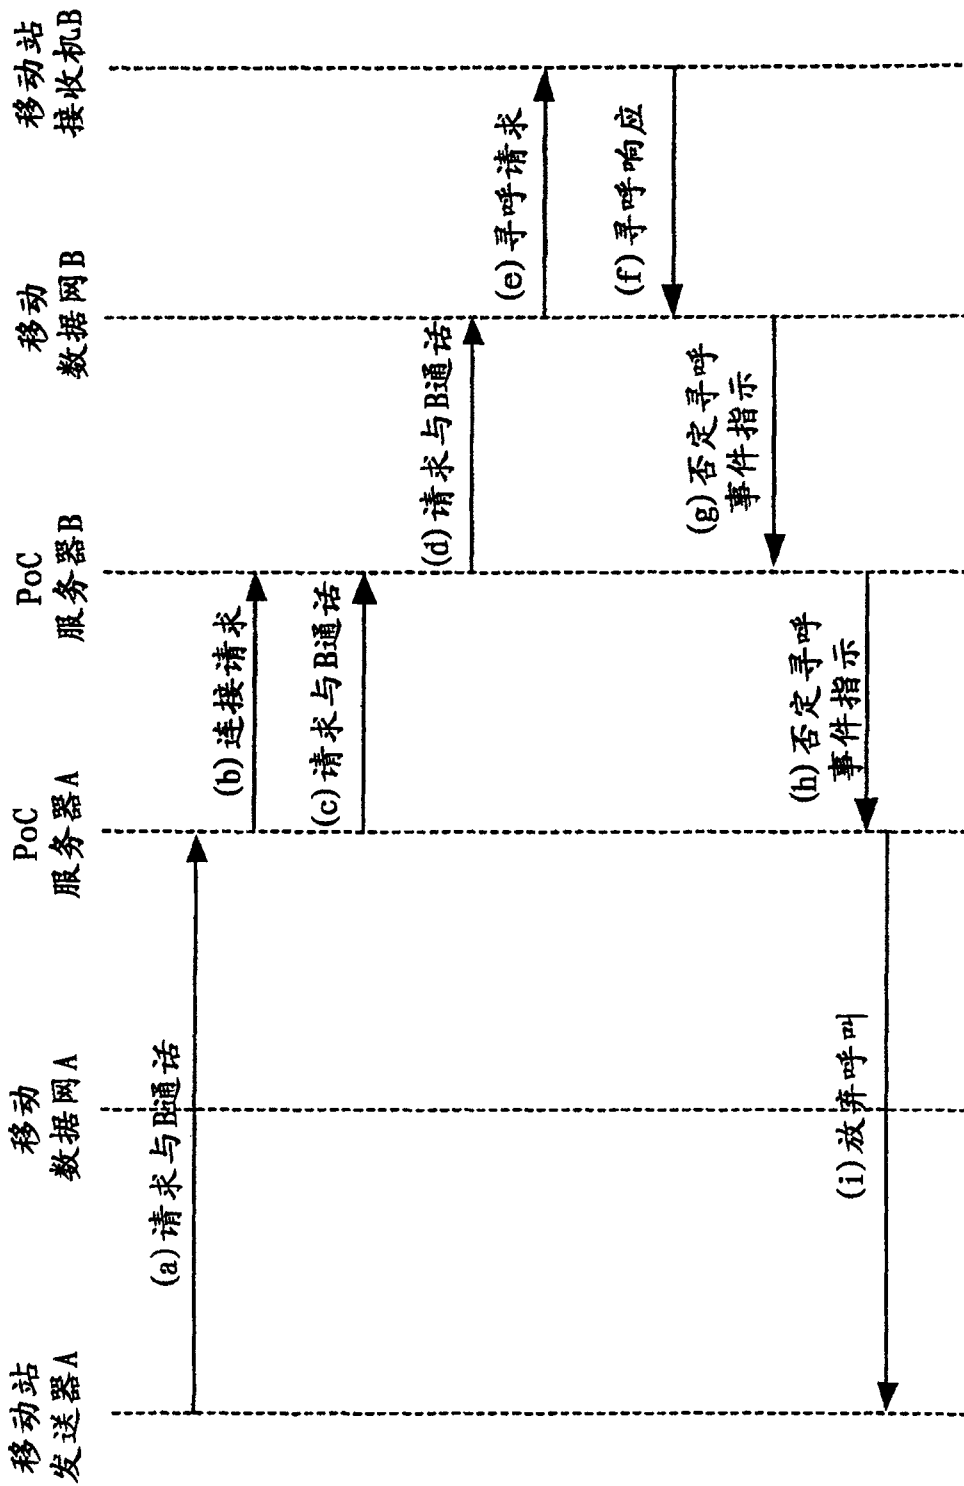 移动站
发送器A
移动
数据网A
PoC
服务器A
PoC
服务器B
移动
数据网B
移动站
接收机B
(a)请求与B通话
(b)连接请求
(c)请求与B通话
(d)请求与B通话
(e)寻呼请求
(f)寻呼响应
(g)否定寻呼
事件指示
(h)否定寻呼
事件指示
(i)放弃呼叫